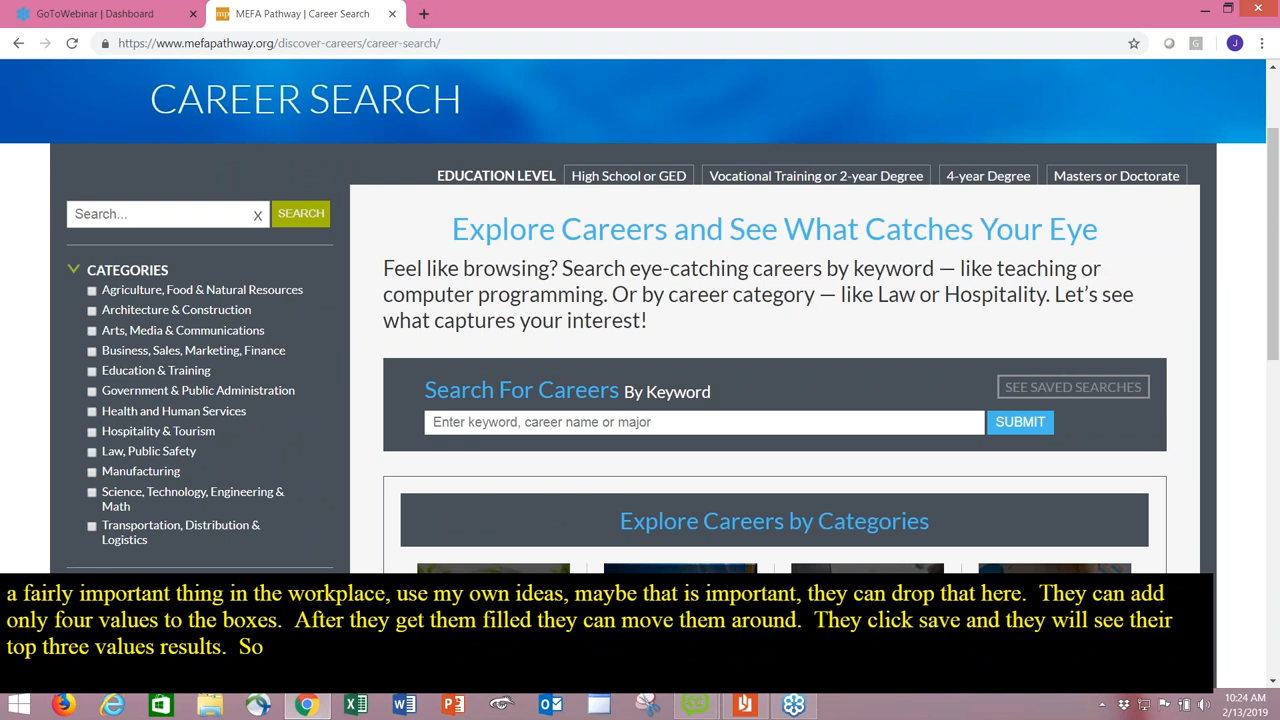 GoToWebinar | Dashboard
MEFA Pathway | Career Search
https://www.mefapathway.org/discover-careers/career-search/
CAREER SEARCH
EDUCATION LEVEL High School or GED Vocational Training or 2-year Degree 4-year Degree Masters or Doctorate
Search... X SEARCH
CATEGORIES
Agriculture, Food & Natural Resources
Architecture & Construction
Arts, Media & Communications
Business, Sales, Marketing, Finance
Education & Training
Government & Public Administration
Health and Human Services
Hospitality & Tourism
Law, Public Safety
Manufacturing
Science, Technology, Engineering &
Math
Transportation, Distribution &
Logistics
Explore Careers and See What Catches Your Eye
Feel like browsing? Search eye-catching careers by keyword — like teaching or
computer programming. Or by career category — like Law or Hospitality. Let's see
what captures your interest!
Search For Careers By Keyword
SEE SAVED SEARCHES
Enter keyword, career name or major
SUBMIT
Explore Careers by Categories
a fairly important thing in the workplace, use my own ideas, maybe that is important, they can drop that here. They can add
only four values to the boxes. After they get them filled they can move them around. They click save and they will see their
top three values results. So
10:24 AM
2/13/2019